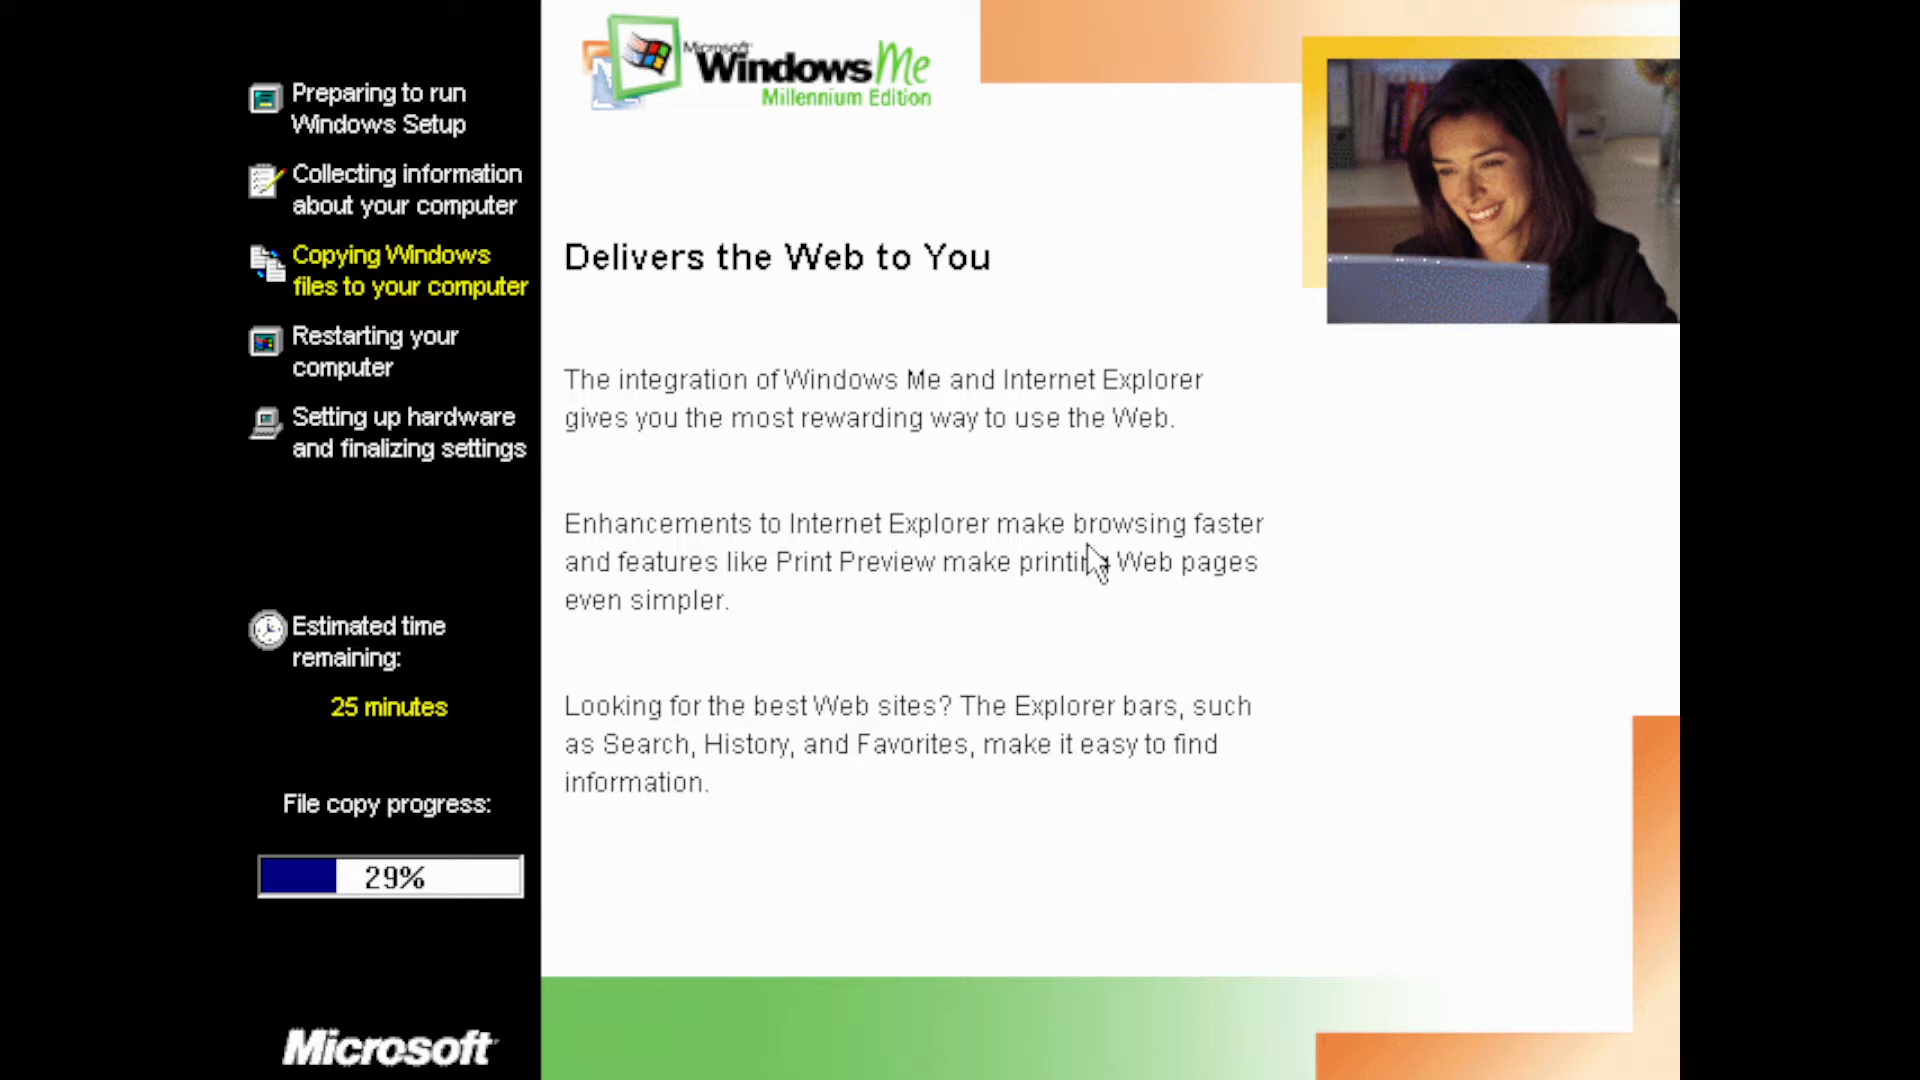 Preparing to run
Windows Setup
Collecting information
about your computer
Copying Windows
files to your computer
Restarting your
computer
Setting up hardware
and finalizing settings
Estimated time
remaining:
25 minutes
File copy progress:
29%
Microsoft
Microsoft
Windows Me
Millennium Edition
Delivers the Web to You
The integration of Windows Me and Internet Explorer
gives you the most rewarding way to use the Web.
Enhancements to Internet Explorer make browsing faster
and features like Print Preview make printing Web pages
even simpler.
Looking for the best Web sites? The Explorer bars, such
as Search, History, and Favorites, make it easy to find
information.